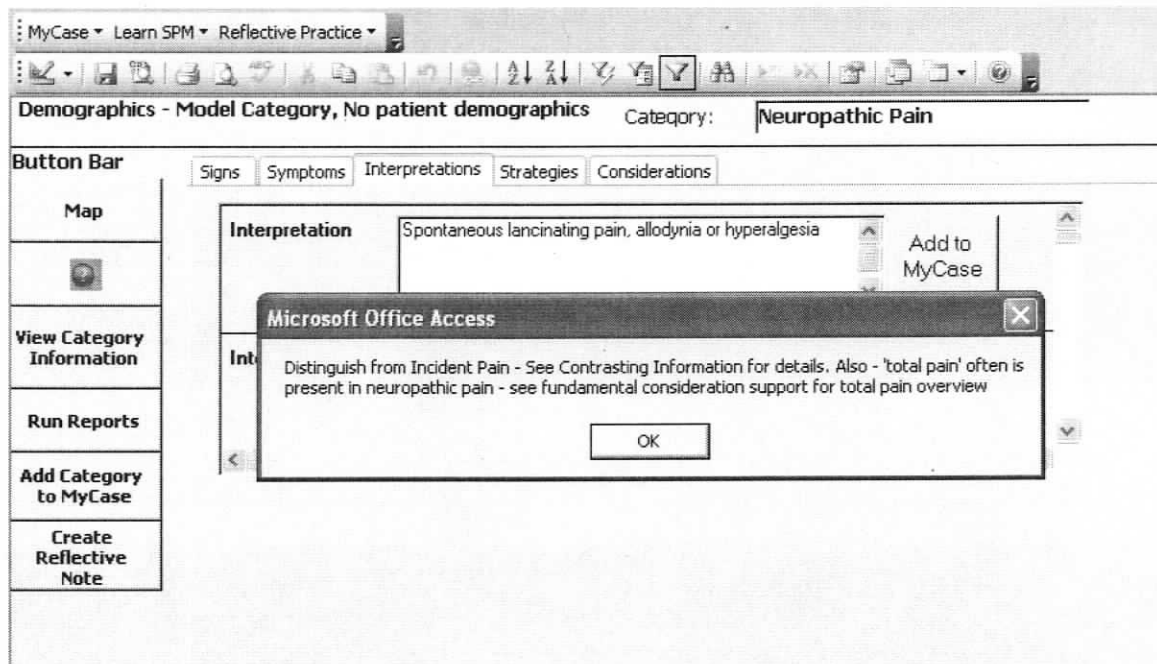 MyCase Learn SPM Reflective Practice
Demographics - Model Category, No patient demographics
Category:
Neuropathic Pain
Button Bar
Map
View Category
Information
Run Reports
Add Category
to MyCase
Create
Reflective
Note
Signs
Symptoms
Interpretations
Strategies
Considerations
Interpretation
Spontaneous lancinating pain, allodynia or hyperalgesia
Add to
MyCase
Microsoft Office Access
Distinguish from Incident Pain - See Contrasting Information for details. Also - 'total pain' often is
present in neuropathic pain - see fundamental consideration support for total pain overview
OK